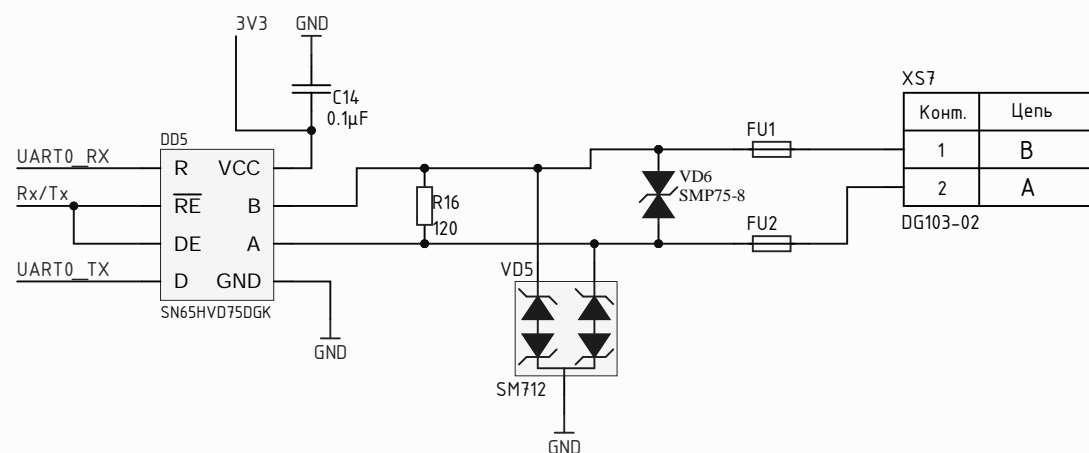 3V3
GND
C14
0.1µF
DD5
UART0_RX
R
VCC
Rx/Tx
RE
B
DE
A
UART0_TX
D
GND
SN65HVD75DGK
GND
R16
120
VD5
SM712
GND
VD6
SMP75-8
FU1
FU2
XS7
Конт.
Цепь
1
B
2
A
DG103-02